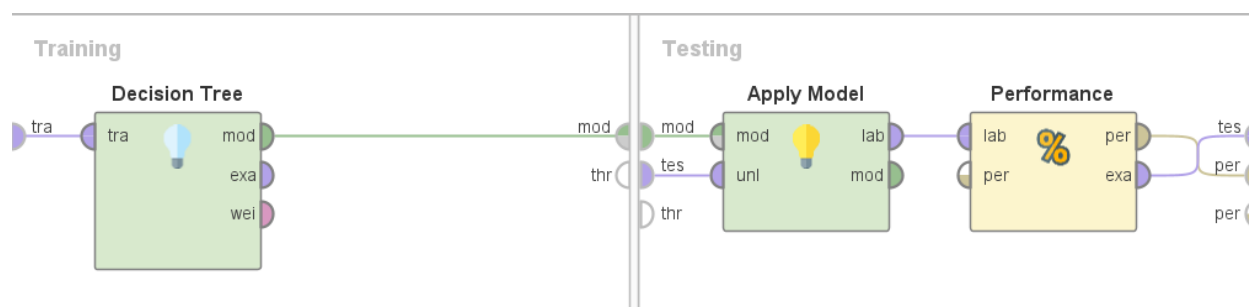 Training
Testing
Decision Tree
Apply Model
Performance
tra
tra
mod
mod
mod
mod
lab
lab
per
tes
exa
thr
tes
unl
mod
per
exa
per
wei
thr
per
%